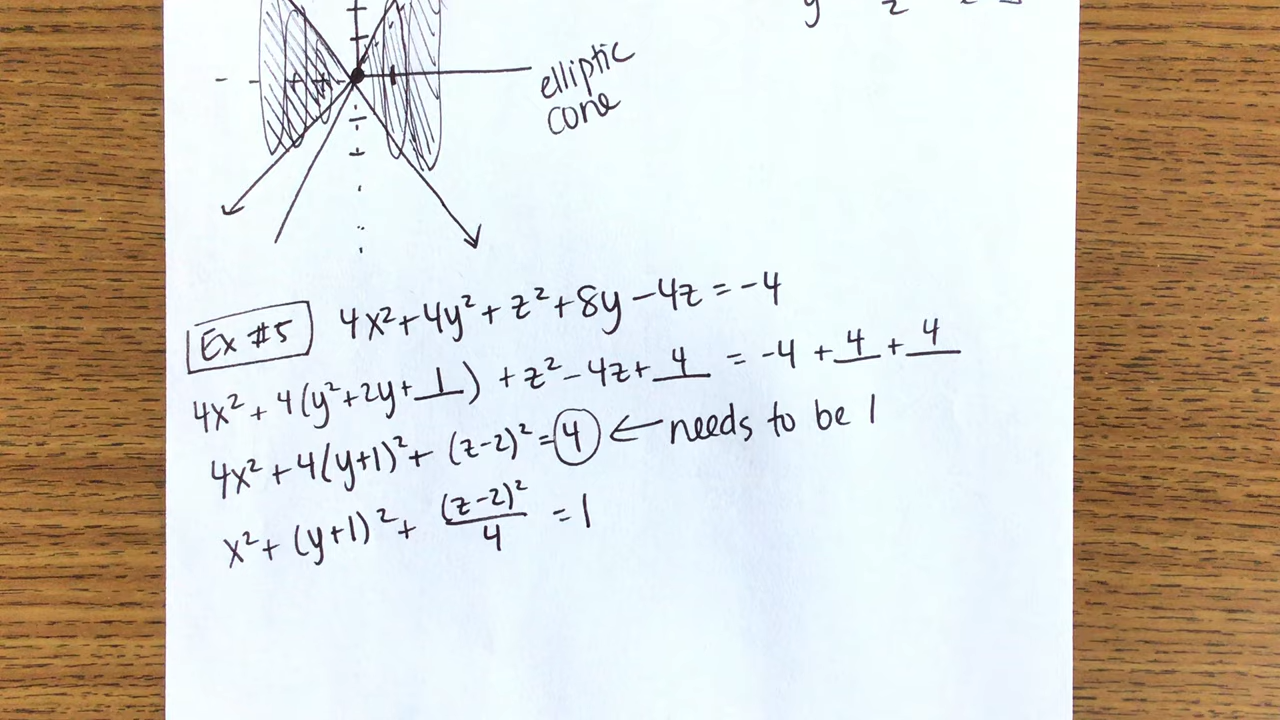 elliptic
cone
Ex #5 4x² + 4y² + z² + 8y - 4z = -4
4x² + 4(y² + 2y + 1) + z² - 4z + 4 = -4 + 4 + 4
4x² + 4(y+1)² + (z-2)² = 4 ← needs to be 1
x² + (y+1)² + (z-2)²/4 = 1